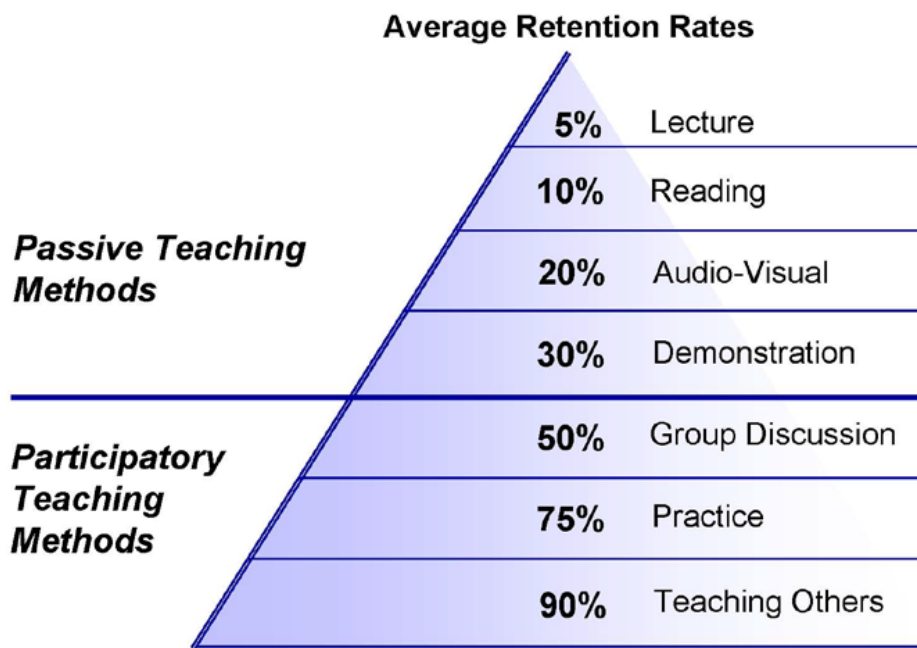 Average Retention Rates
5% Lecture
10% Reading
Passive Teaching
Methods
20% Audio-Visual
30% Demonstration
50% Group Discussion
Participatory
Teaching
Methods
75% Practice
90% Teaching Others